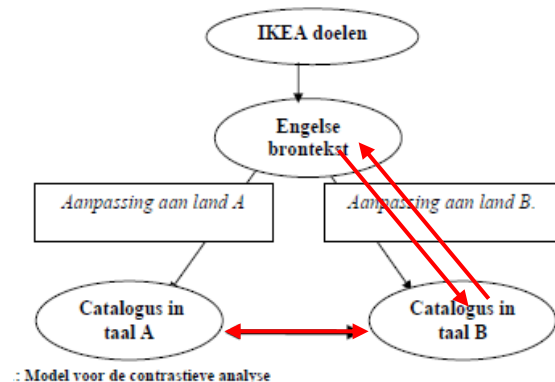 IKEA doelen
Engelse
brontekst
Aanpassing aan land A
Aanpassing aan land B.
Catalogus in
taal A
Catalogus in
taal B
.: Model voor de contrastieve analyse